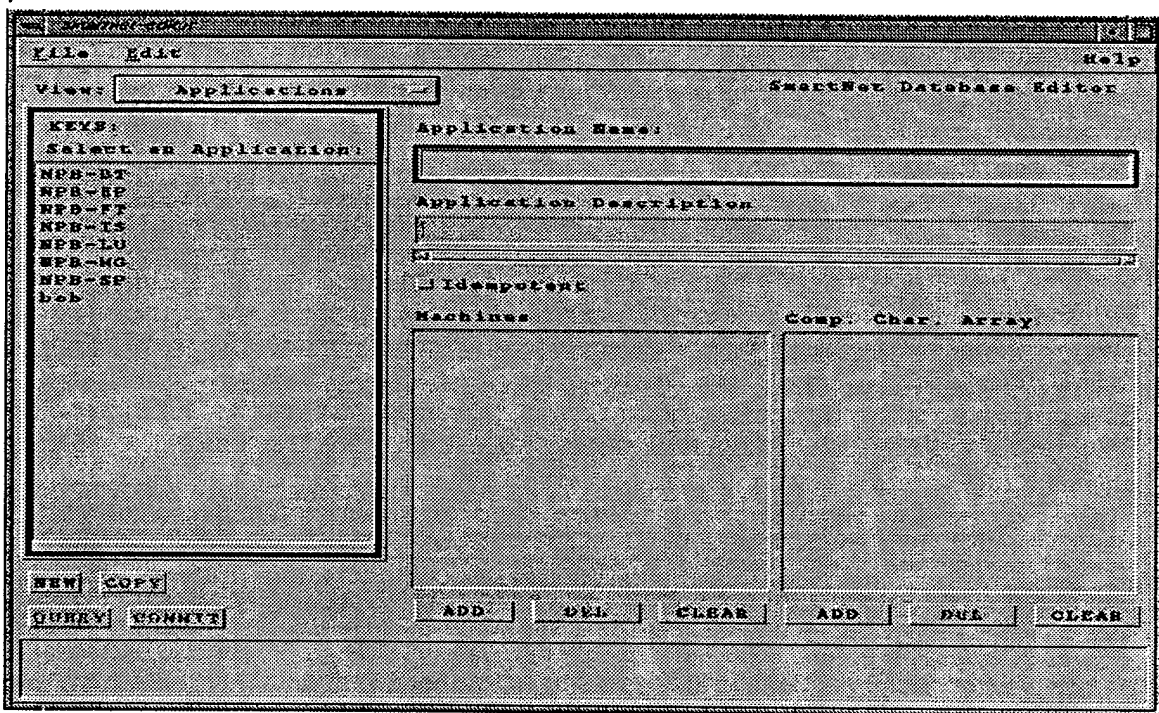 File Edit Help
View: Applications
SmartNet Database Editor
KEYS:
Select an Application:
NPB-BT
NPB-EP
NPB-FT
NPB-IS
NPB-LU
NPB-MG
NPB-SP
bob
NEW COPY
QUERY COMMIT
Application Name:
Application Description
Idempotent
Machines
Comp. Char. Array
ADD DEL CLEAR
ADD DEL CLEAR